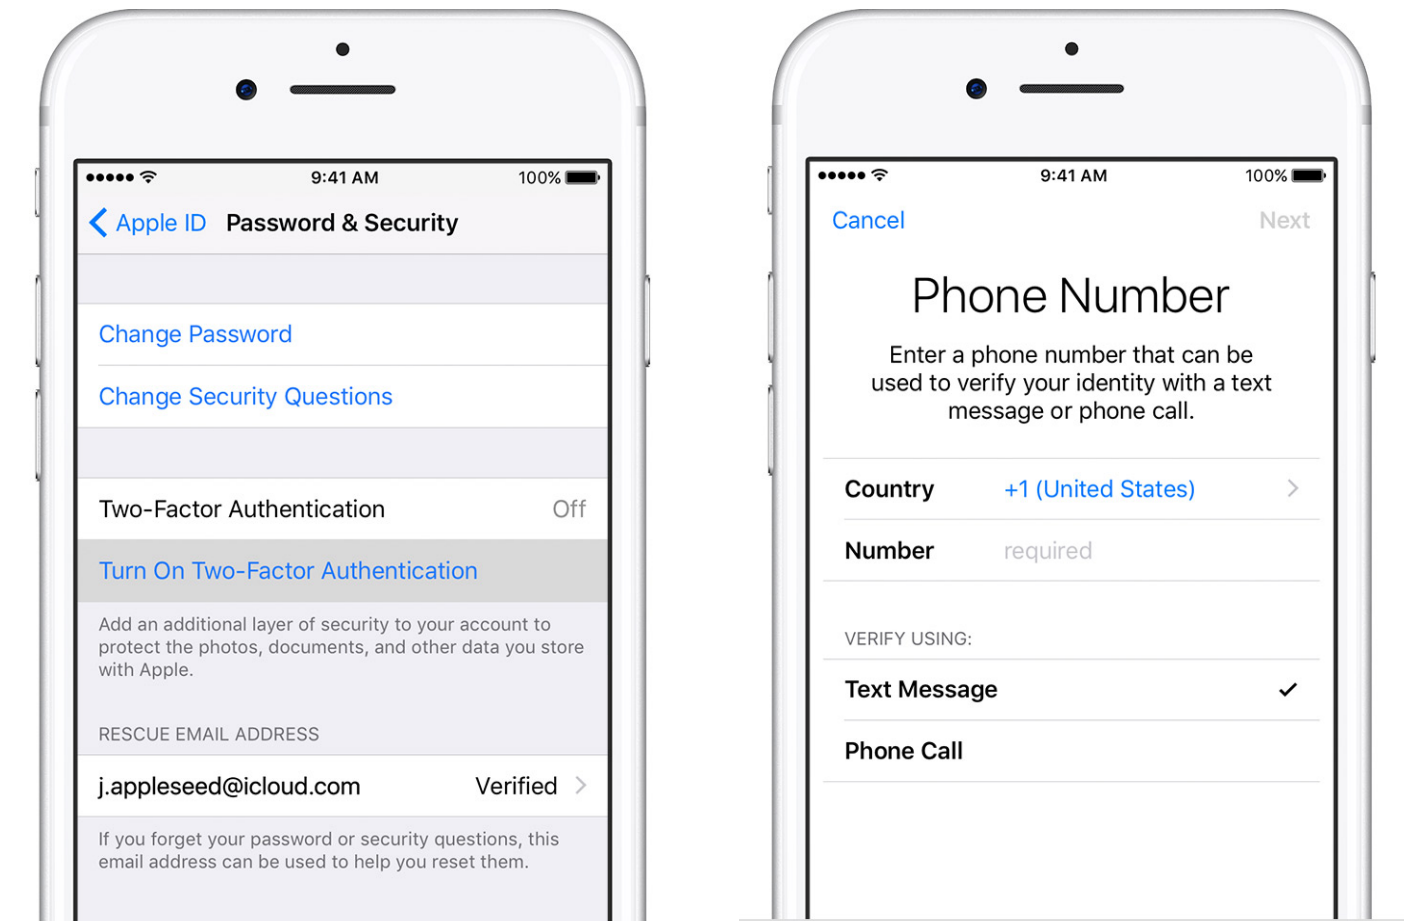 9:41 AM
100%
Apple ID
Password & Security
Change Password
Change Security Questions
Two-Factor Authentication
Off
Turn On Two-Factor Authentication
Add an additional layer of security to your account to
protect the photos, documents, and other data you store
with Apple.
RESCUE EMAIL ADDRESS
j.appleseed@icloud.com
Verified
If you forget your password or security questions, this
email address can be used to help you reset them.
9:41 AM
100%
Cancel
Next
Phone Number
Enter a phone number that can be
used to verify your identity with a text
message or phone call.
Country
+1 (United States)
Number
required
VERIFY USING:
Text Message
Phone Call